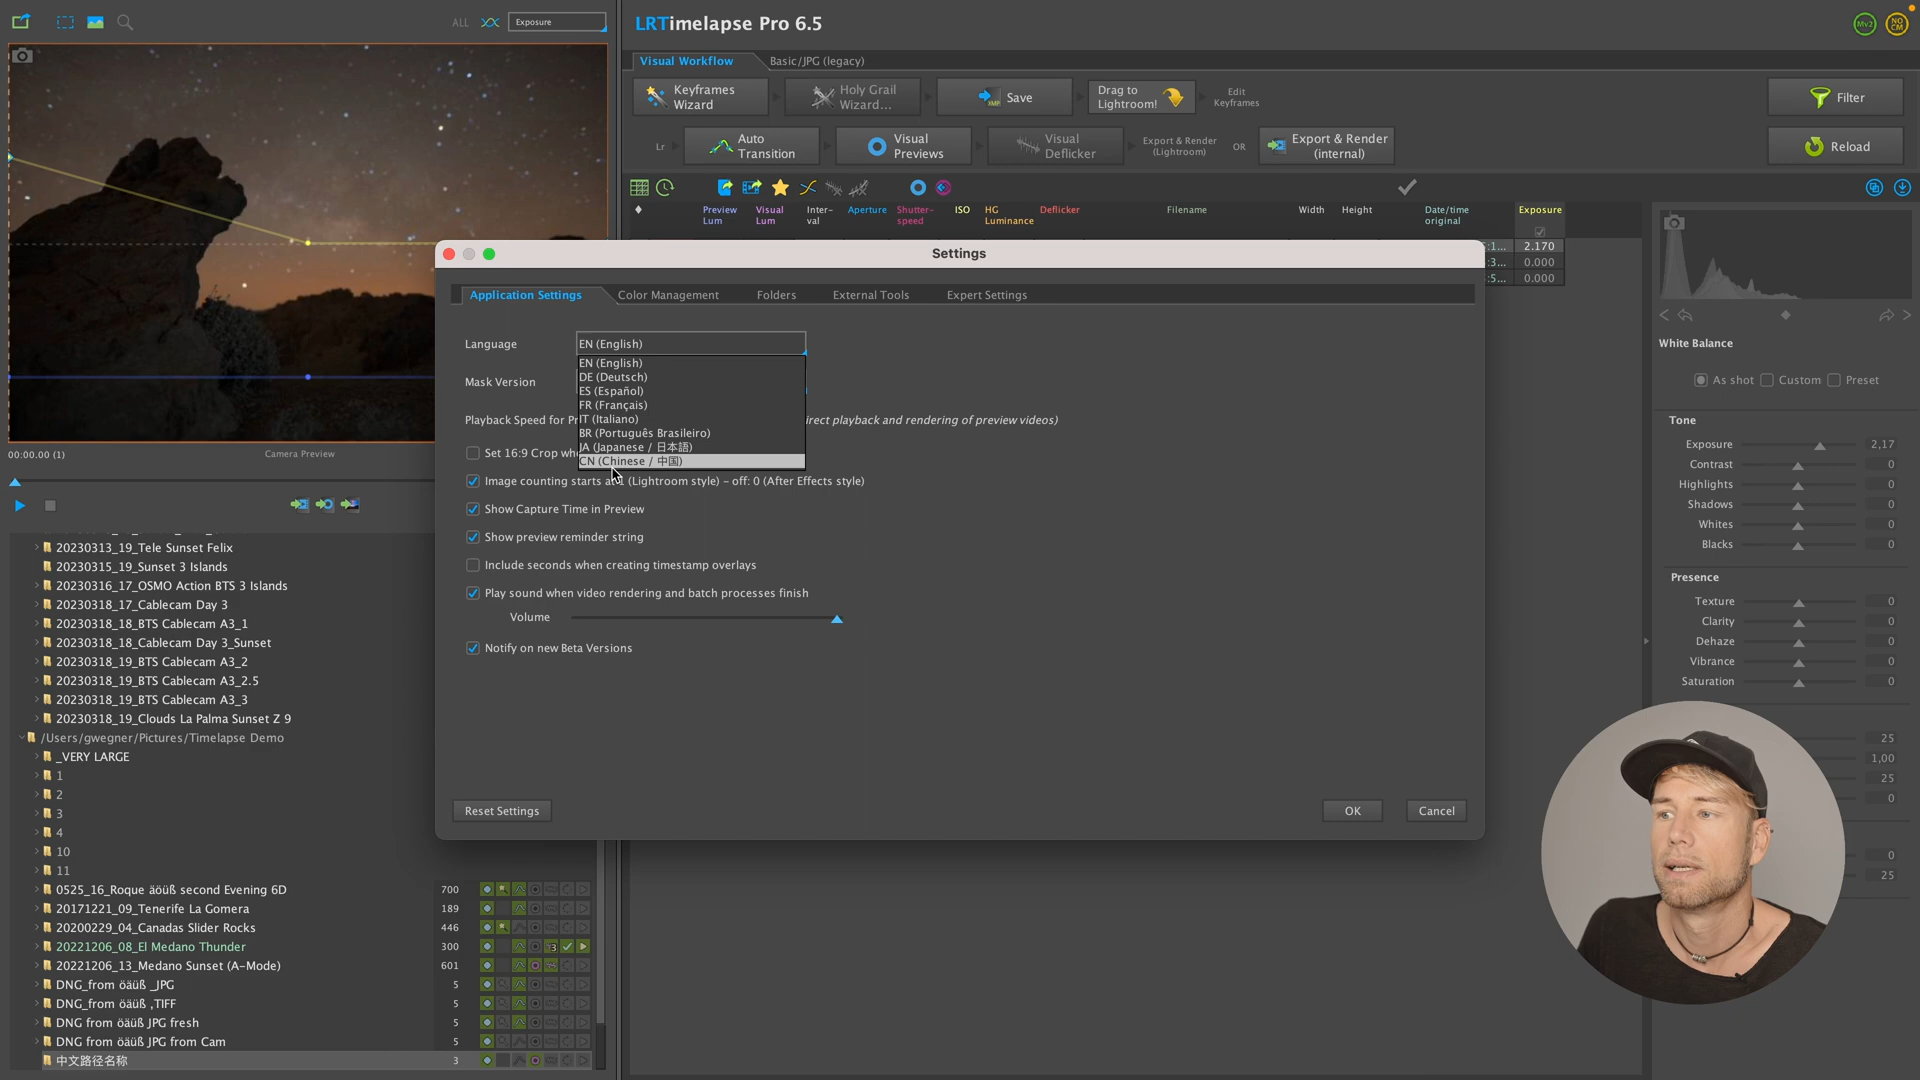 ALL
Exposure
LRTimelapse Pro 6.5
Mv2
NO CM
Visual Workflow
Basic/JPG (legacy)
Keyframes Wizard
Holy Grail Wizard...
Save
Drag to Lightroom!
Edit Keyframes
Filter
Lr
Auto Transition
Visual Previews
Visual Deflicker
Export & Render (Lightroom)
OR
Export & Render (internal)
Reload
Preview Lum
Visual Lum
Inter-val
Aperture
Shutter-speed
ISO
HG Luminance
Deflicker
Filename
Width
Height
Date/time original
Exposure
:1... 2.170
:3... 0.000
:5... 0.000
Settings
Application Settings
Color Management
Folders
External Tools
Expert Settings
Language
EN (English)
EN (English)
DE (Deutsch)
ES (Español)
FR (Français)
IT (Italiano)
BR (Português Brasileiro)
JA (Japanese / 日本語)
CN (Chinese / 中国)
Mask Version
Playback Speed for Pr
irect playback and rendering of preview videos)
Set 16:9 Crop whe
Image counting starts at 1 (Lightroom style) - off: 0 (After Effects style)
Show Capture Time in Preview
Show preview reminder string
Include seconds when creating timestamp overlays
Play sound when video rendering and batch processes finish
Volume
Notify on new Beta Versions
Reset Settings
OK
Cancel
00:00.00 (1)
Camera Preview
20230313_19_Tele Sunset Felix
20230315_19_Sunset 3 Islands
20230316_16_17_OSMO Action BTS 3 Islands
20230318_17_Cablecam Day 3
20230318_18_BTS Cablecam A3_1
20230318_18_Cablecam Day 3_Sunset
20230318_19_BTS Cablecam A3_2
20230318_19_BTS Cablecam A3_2.5
20230318_19_BTS Cablecam A3_3
20230318_19_Clouds La Palma Sunset Z 9
/Users/gwegner/Pictures/Timelapse Demo
_VERY LARGE
1
2
3
4
10
11
0525_16_Roque äöüß second Evening 6D 700
20171221_09_Tenerife La Gomera 189
20200229_04_Canadas Slider Rocks 446
20221206_08_El Medano Thunder 300
20221206_13_Medano Sunset (A-Mode) 601
DNG_from öäüß _JPG 5
DNG_from öäüß ,TIFF 5
DNG from öäüß JPG fresh 5
DNG from öäüß JPG from Cam 5
中文路径名称 3
White Balance
As shot
Custom
Preset
Tone
Exposure 2,17
Contrast 0
Highlights 0
Shadows 0
Whites 0
Blacks 0
Presence
Texture 0
Clarity 0
Dehaze 0
Vibrance 0
Saturation 0
25
1,00
25
0
0
25